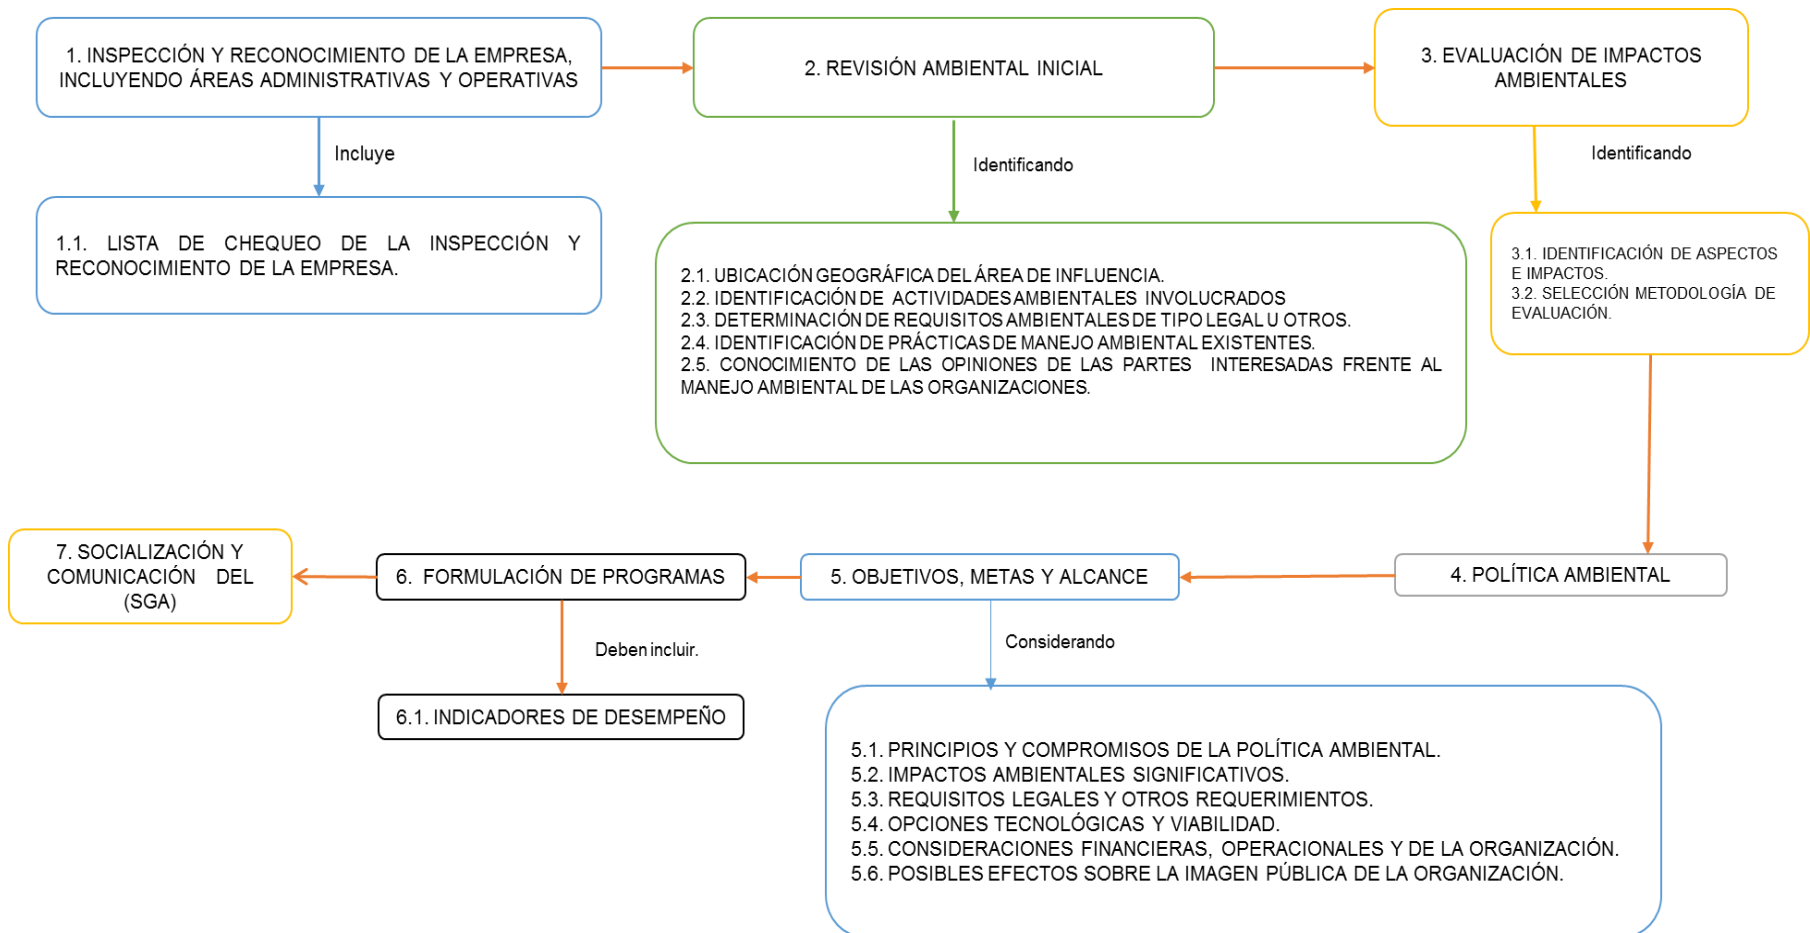 1. INSPECCIÓN Y RECONOCIMIENTO DE LA EMPRESA,
INCLUYENDO ÁREAS ADMINISTRATIVAS Y OPERATIVAS
2. REVISIÓN AMBIENTAL INICIAL
3. EVALUACIÓN DE IMPACTOS
AMBIENTALES
Incluye
Identificando
Identificando
1.1. LISTA DE CHEQUEO DE LA INSPECCIÓN Y
RECONOCIMIENTO DE LA EMPRESA.
2.1. UBICACIÓN GEOGRÁFICA DEL ÁREA DE INFLUENCIA.
2.2. IDENTIFICACIÓN DE ACTIVIDADES AMBIENTALES INVOLUCRADOS
2.3. DETERMINACIÓN DE REQUISITOS AMBIENTALES DE TIPO LEGAL U OTROS.
2.4. IDENTIFICACIÓN DE PRÁCTICAS DE MANEJO AMBIENTAL EXISTENTES.
2.5. CONOCIMIENTO DE LAS OPINIONES DE LAS PARTES INTERESADAS FRENTE AL
MANEJO AMBIENTAL DE LAS ORGANIZACIONES.
3.1. IDENTIFICACIÓN DE ASPECTOS
E IMPACTOS.
3.2. SELECCIÓN METODOLOGÍA DE
EVALUACIÓN.
4. POLÍTICA AMBIENTAL
5. OBJETIVOS, METAS Y ALCANCE
6. FORMULACIÓN DE PROGRAMAS
7. SOCIALIZACIÓN Y
COMUNICACIÓN DEL
(SGA)
Considerando
Deben incluir.
6.1. INDICADORES DE DESEMPEÑO
5.1. PRINCIPIOS Y COMPROMISOS DE LA POLÍTICA AMBIENTAL.
5.2. IMPACTOS AMBIENTALES SIGNIFICATIVOS.
5.3. REQUISITOS LEGALES Y OTROS REQUERIMIENTOS.
5.4. OPCIONES TECNOLÓGICAS Y VIABILIDAD.
5.5. CONSIDERACIONES FINANCIERAS, OPERACIONALES Y DE LA ORGANIZACIÓN.
5.6. POSIBLES EFECTOS SOBRE LA IMAGEN PÚBLICA DE LA ORGANIZACIÓN.